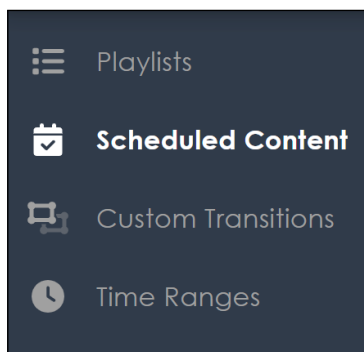 Playlists
Scheduled Content
Custom Transitions
Time Ranges